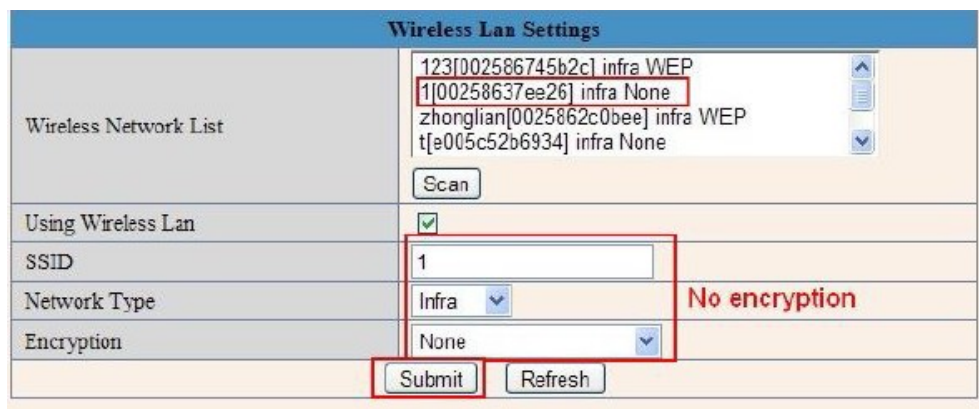 Wireless Lan Settings
Wireless Network List
123[002586745b2c] infra WEP
1[00258637ee26] infra None
zhonglian[0025862c0bee] infra WEP
t[e005c52b6934] infra None
Scan
Using Wireless Lan
SSID
1
Network Type
Infra
No encryption
Encryption
None
Submit Refresh